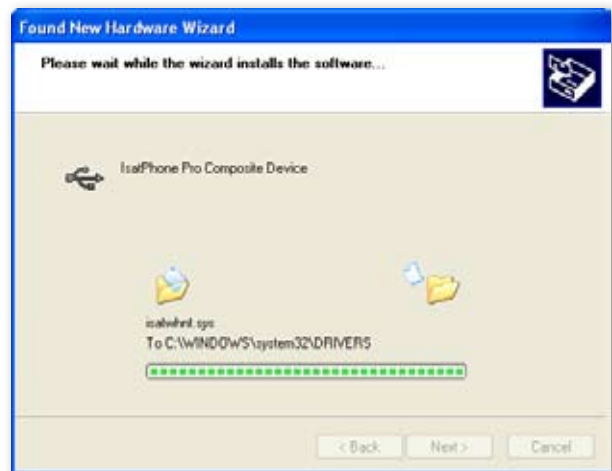 Found New Hardware Wizard
Please wait while the wizard installs the software...
IsatPhone Pro Composite Device
isatwhnt.sys
To C:\WINDOWS\system32\DRIVERS
< Back Next > Cancel